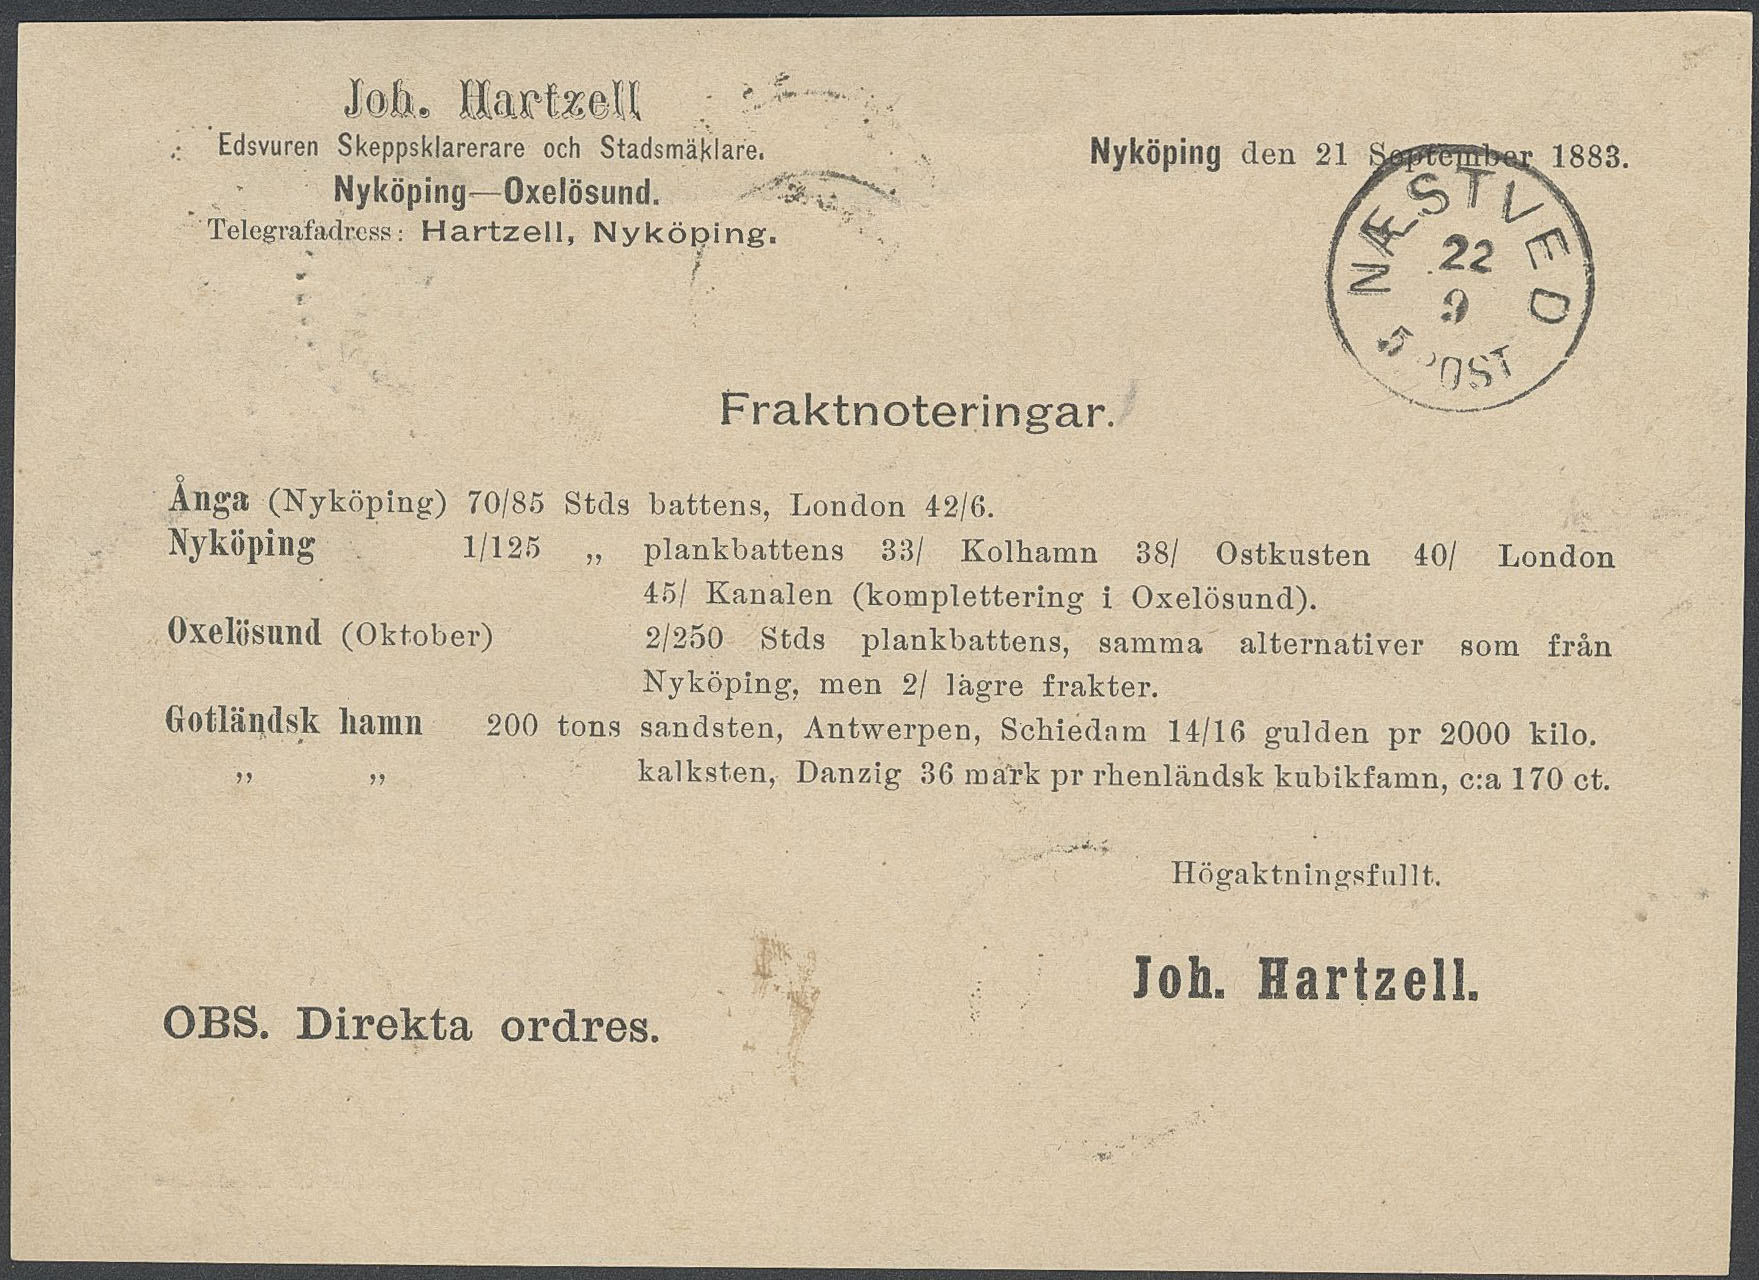 Joh. Hartzell
Edsvuren Skeppsklarerare och Stadsmäklare.
Nyköping—Oxelösund.
Telegrafadress: Hartzell, Nyköping.
Nyköping den 21 September 1883.
NÆSTVED
22
9
5 POST
Fraktnoteringar.
Ånga (Nyköping) 70/85 Stds battens, London 42/6.
Nyköping 1/125 „ plankbattens 33/ Kolhamn 38/ Ostkusten 40/ London
45/ Kanalen (komplettering i Oxelösund).
Oxelösund (Oktober) 2/250 Stds plankbattens, samma alternativer som från
Nyköping, men 2/ lägre frakter.
Gotländsk hamn 200 tons sandsten, Antwerpen, Schiedam 14/16 gulden pr 2000 kilo.
„ „ kalksten, Danzig 36 mark pr rhenländsk kubikfamn, c:a 170 ct.
Högaktningsfullt.
Joh. Hartzell.
OBS. Direkta ordres.